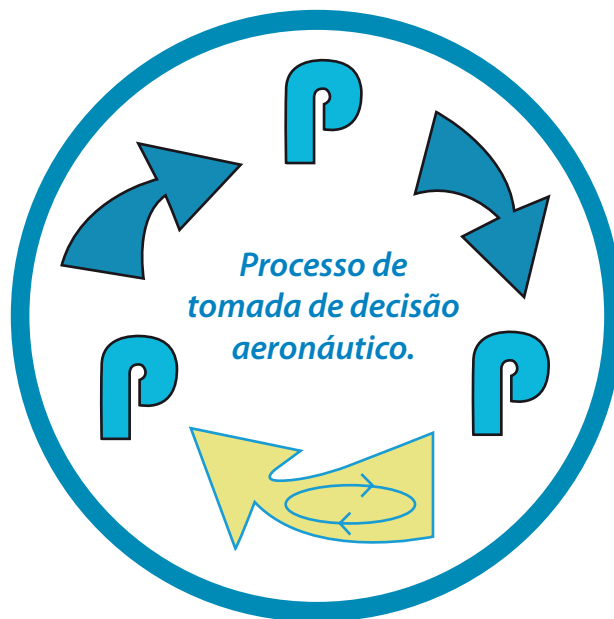 P
Processo de
tomada de decisão
aeronáutico.
P P